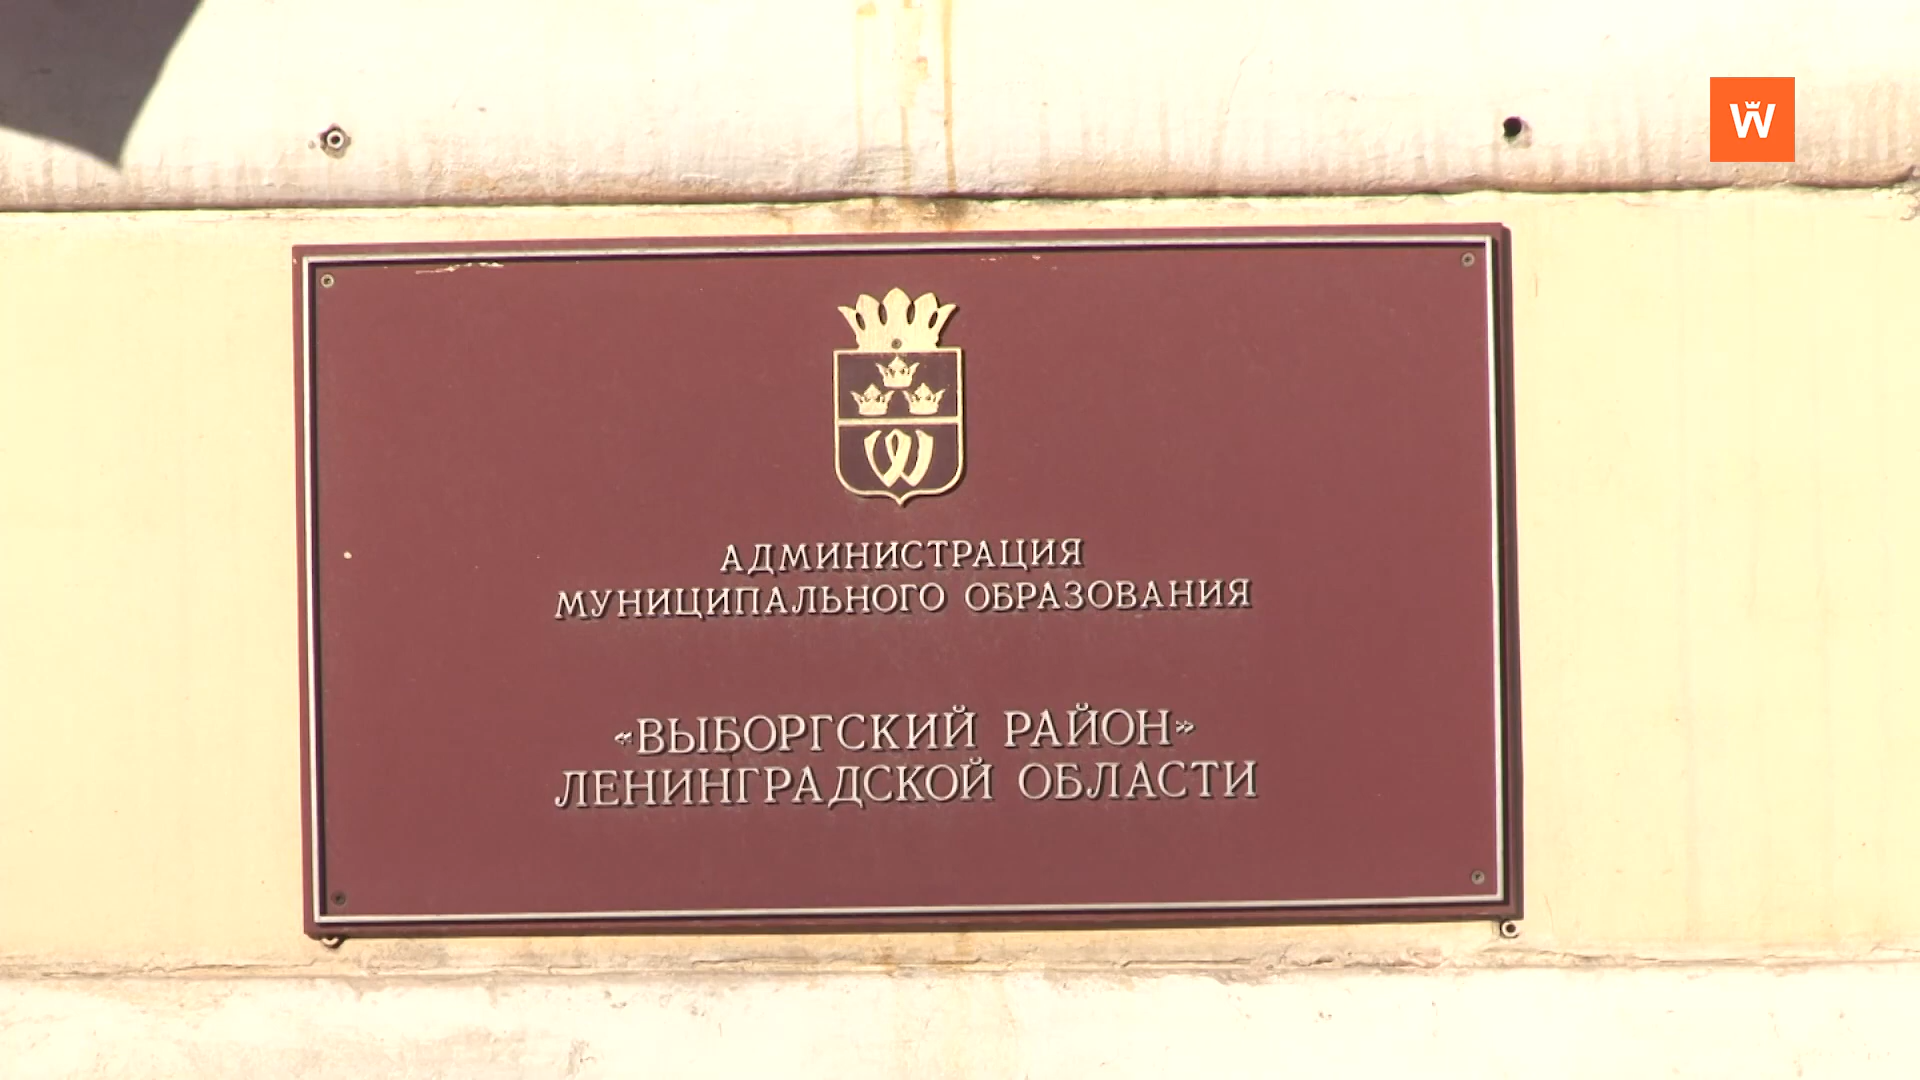 W
W
АДМИНИСТРАЦИЯ
МУНИЦИПАЛЬНОГО ОБРАЗОВАНИЯ
«ВЫБОРГСКИЙ РАЙОН»
ЛЕНИНГРАДСКОЙ ОБЛАСТИ